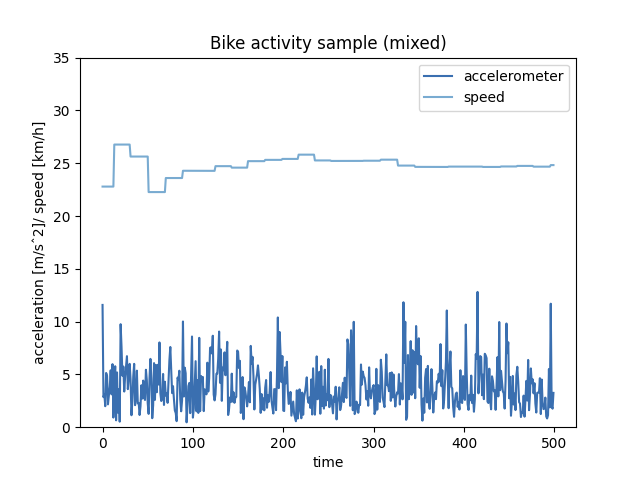 Bike activity sample (mixed)
accelerometer
speed
35
30
25
20
15
10
5
0
acceleration [m/sˆ2]/ speed [km/h]
0 100 200 300 400 500
time